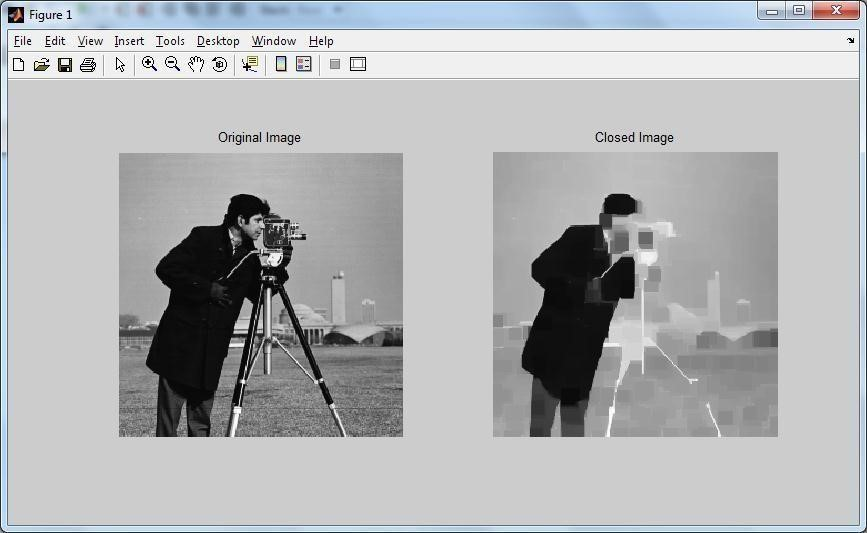 Figure 1
File Edit View Insert Tools Desktop Window Help
Original Image
Closed Image